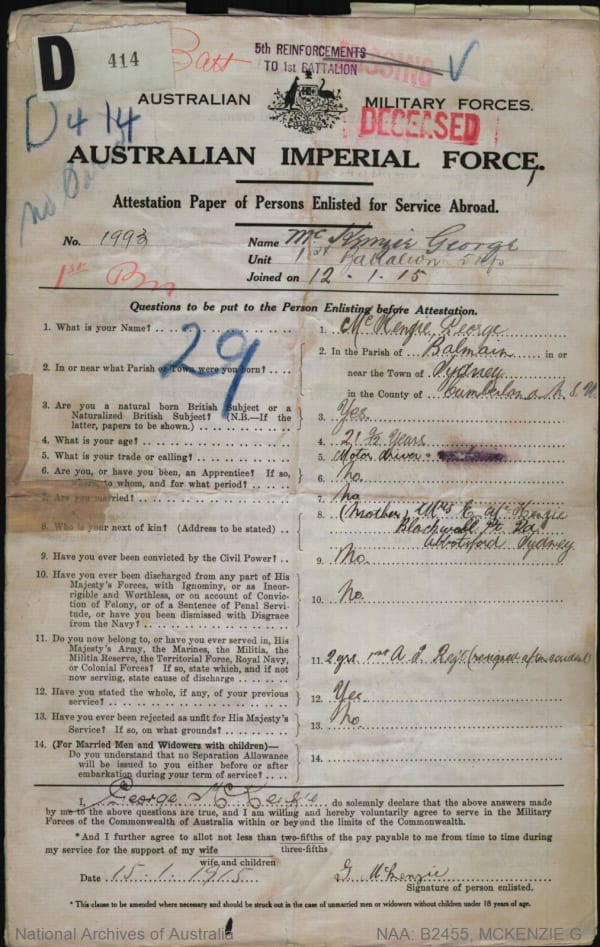 D 414
Batt
5th REINFORCEMENTS
TO 1st BATTALION
MISSING
D 414
AUSTRALIAN MILITARY FORCES.
DECEASED
AUSTRALIAN IMPERIAL FORCE.
Attestation Paper of Persons Enlisted for Service Abroad.
No. 1993 Name McKenzie George
Unit 1st Battalion
Joined on 12.1.15
1st Bn
Questions to be put to the Person Enlisting before Attestation.
1. What is your Name? 1. McKenzie, George
29
2. In or near what Parish or Town were you born? 2. In the Parish of Balmain in or
near the Town of Sydney
in the County of Cumberland N.S.W
3. Are you a natural born British Subject or a
Naturalized British Subject? (N.B.—If the
latter, papers to be shown.) 3. Yes
4. What is your age? 4. 21 Years
5. What is your trade or calling? 5. Motor driver
6. Are you, or have you been, an Apprentice? If so,
where, to whom, and for what period? 6. No
7. Are you married? 7. No
8. Who is your next of kin? (Address to be stated) 8. (Mother) Mrs McKenzie
Blackwall Pt Rd
Abbotsford Sydney
9. Have you ever been convicted by the Civil Power? 9. No
10. Have you ever been discharged from any part of His
Majesty's Forces, with Ignominy, or as Incor-
rigible and Worthless, or on account of Convic-
tion of Felony, or of a Sentence of Penal Servi-
tude, or have you been dismissed with Disgrace
from the Navy? 10. No.
11. Do you now belong to, or have you ever served in, His
Majesty's Army, the Marines, the Militia, the
Militia Reserve, the Territorial Force, Royal Navy,
or Colonial Forces? If so, state which, and if not
now serving, state cause of discharge 11. 2 yrs 1st A I Regt (resigned after accident)
12. Have you stated the whole, if any, of your previous
service? 12. Yes
13. Have you ever been rejected as unfit for His Majesty's
Service? If so, on what grounds? 13. No
14. (For Married Men and Widowers with children)—
Do you understand that no Separation Allowance
will be issued to you either before or after
embarkation during your term of service? 14.
I, George McKenzie do solemnly declare that the above answers made
by me to the above questions are true, and I am willing and hereby voluntarily agree to serve in the Military
Forces of the Commonwealth of Australia within or beyond the limits of the Commonwealth.
*And I further agree to allot not less than two-fifths of the pay payable to me from time to time during
three-fifths
my service for the support of my wife
wife and children
Date 15.1.1915 G. McKenzie
Signature of person enlisted.
* This clause to be amended where necessary and should be struck out in the case of unmarried men or widowers without children under 18 years of age.
National Archives of Australia NAA: B2455, MCKENZIE G